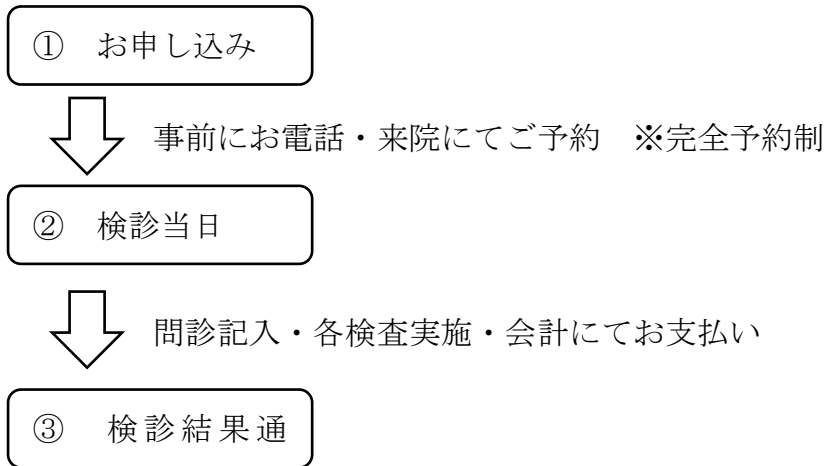 ① お申し込み
事前にお電話・来院にてご予約　※完全予約制
② 検診当日
問診記入・各検査実施・会計にてお支払い
③ 検診結果通